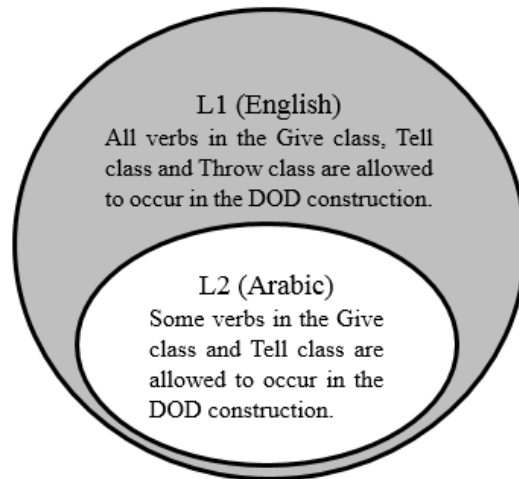 L1 (English)
All verbs in the Give class, Tell
class and Throw class are allowed
to occur in the DOD construction.
L2 (Arabic)
Some verbs in the Give
class and Tell class are
allowed to occur in the
DOD construction.